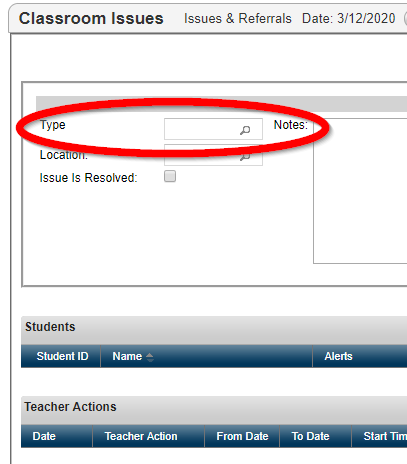 Classroom Issues Issues & Referrals Date: 3/12/2020
Type Notes:
Location:
Issue Is Resolved:
Students
Student ID Name Alerts
Teacher Actions
Date Teacher Action From Date To Date Start Tim